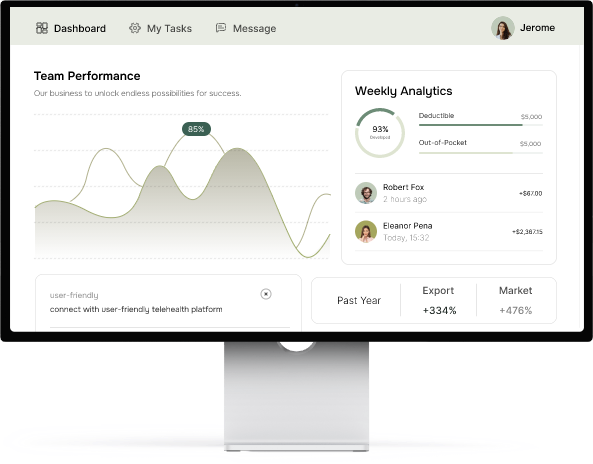 Dashboard
My Tasks
Message
Jerome
Team Performance
Our business to unlock endless possibilities for success.
85%
Weekly Analytics
93%
Deductible
$5,000
Out-of-Pocket
$5,000
Robert Fox
2 hours ago
+$67.00
Eleanor Pena
Today, 15:32
+$2,367.15
user-friendly
connect with user-friendly telehealth platform
Past Year
Export
+334%
Market
+476%